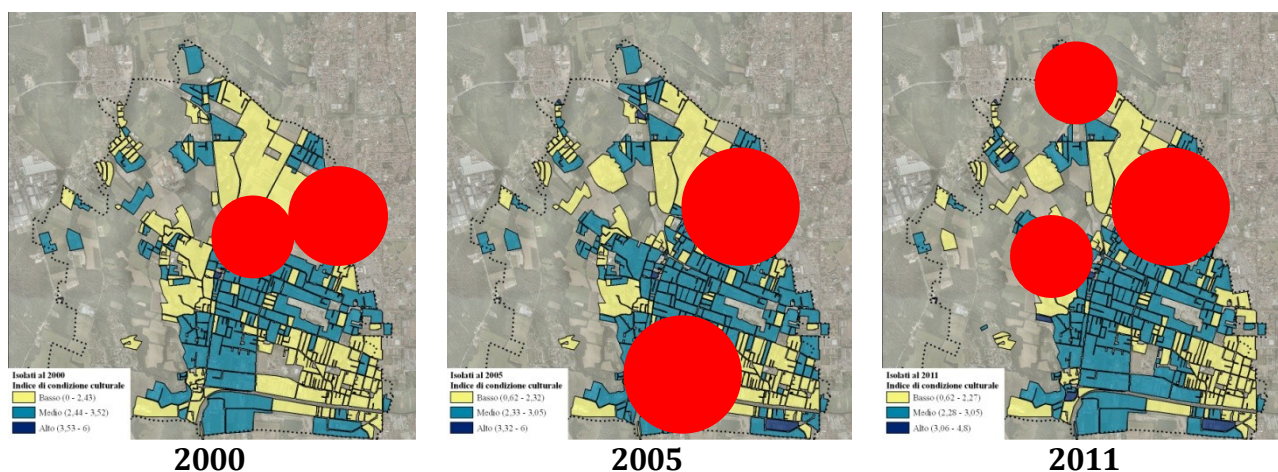 Isolati al 2000
Indice di condizione culturale
Basso (0 - 2,43)
Medio (2,44 - 3,52)
Alto (3,53 - 6)
2000
Isolati al 2005
Indice di condizione culturale
Basso (0,62 - 2,32)
Medio (2,33 - 3,05)
Alto (3,32 - 6)
2005
Isolati al 2011
Indice di condizione culturale
Basso (0,62 - 2,27)
Medio (2,28 - 3,05)
Alto (3,06 - 4,8)
2011